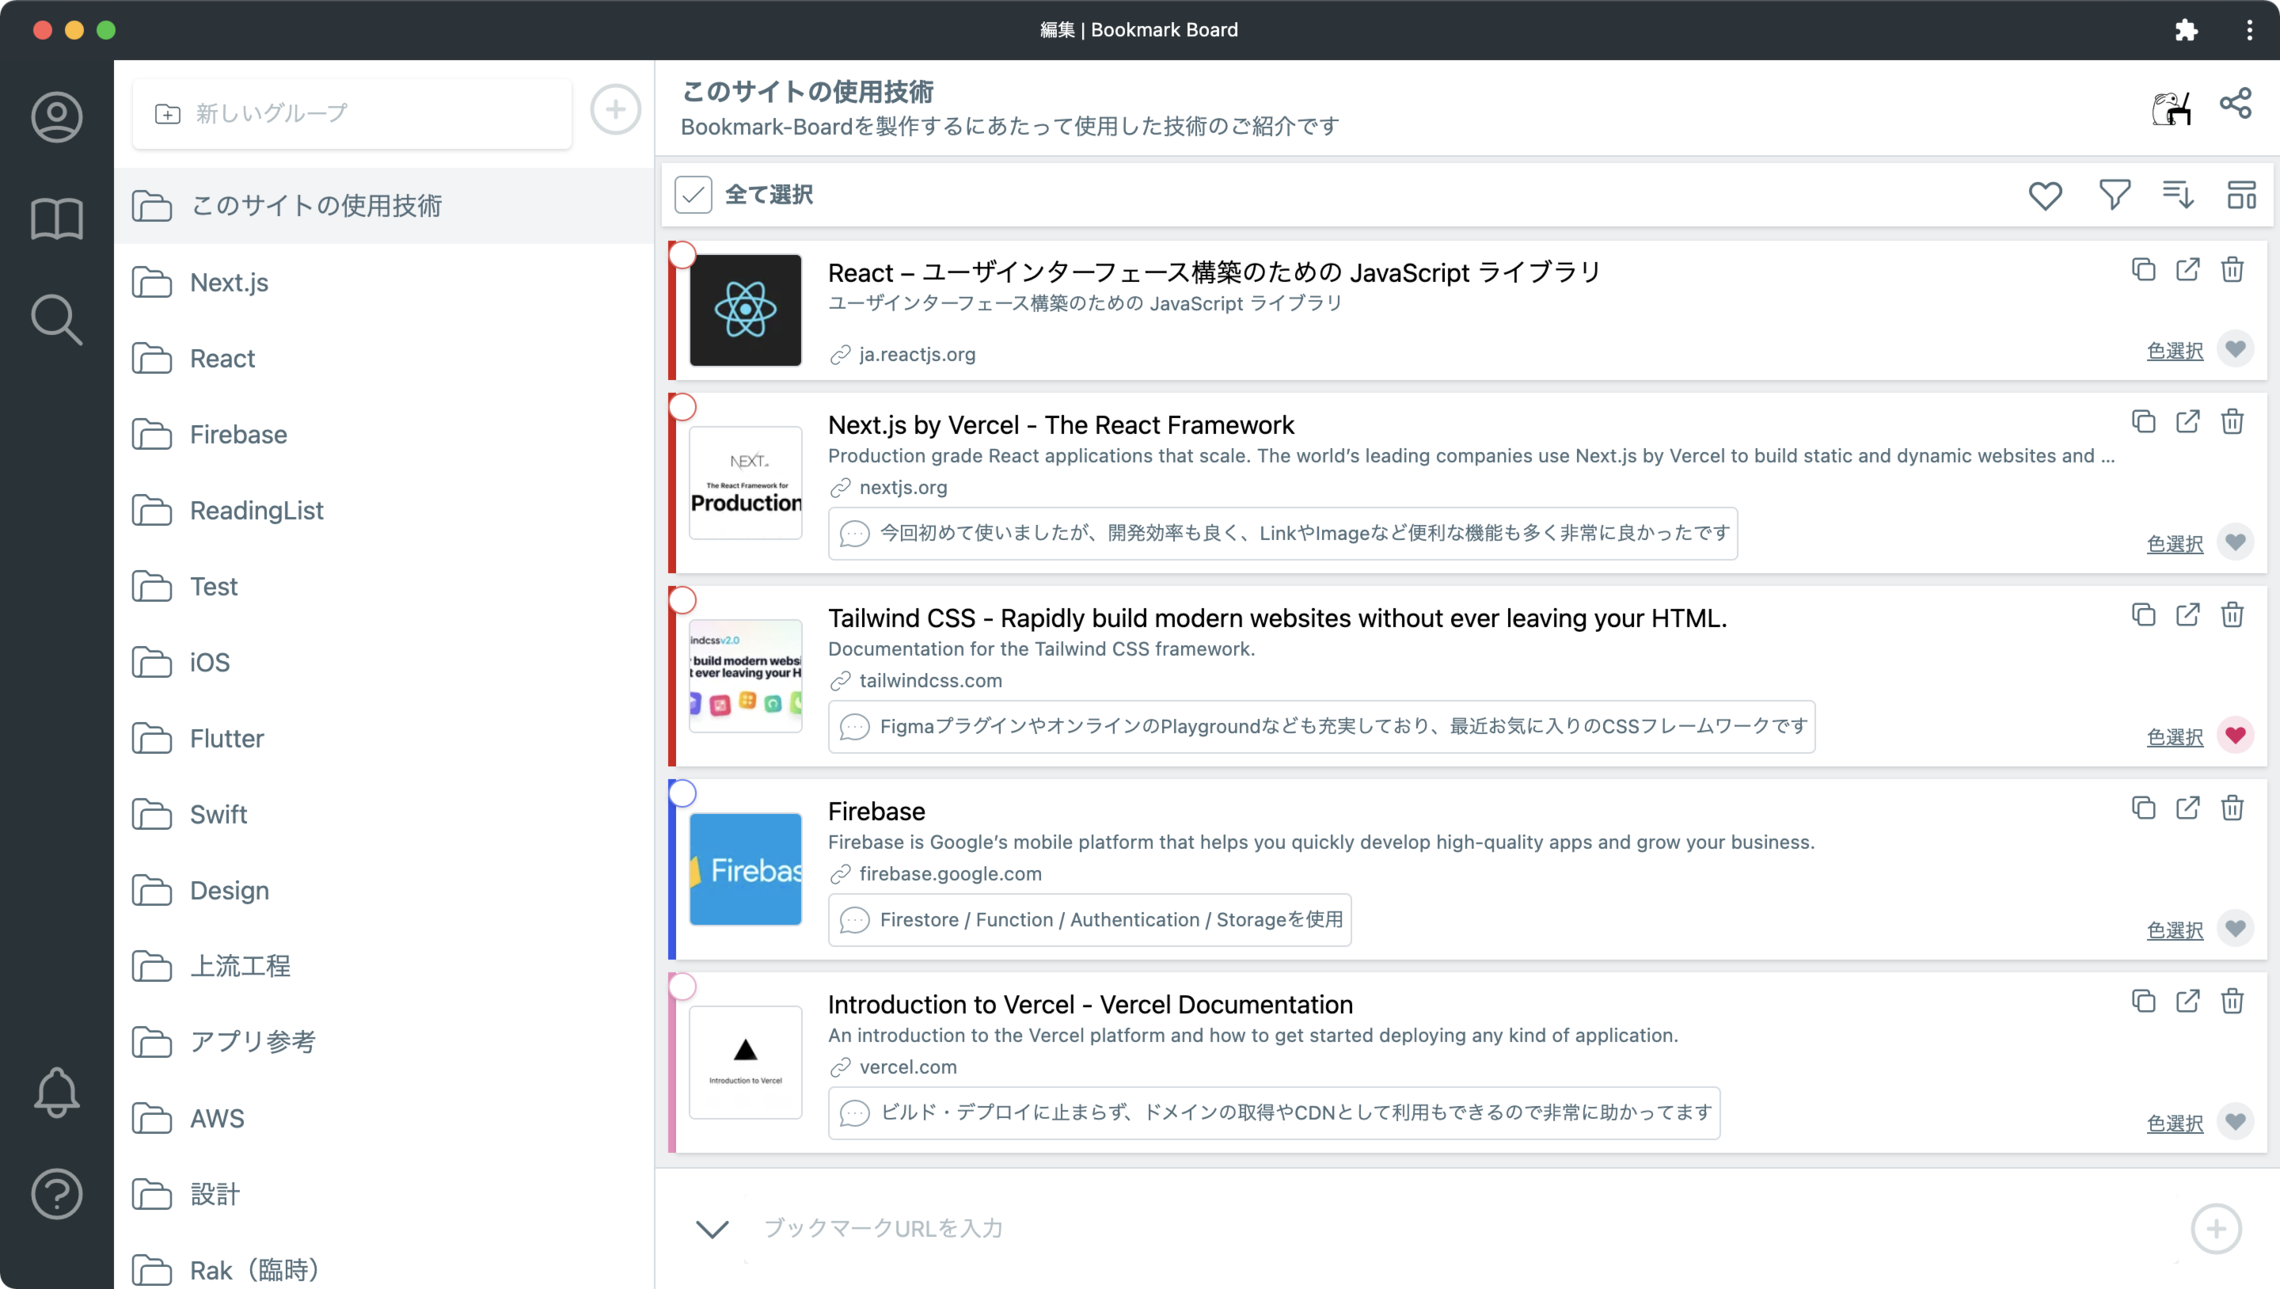 編集 | Bookmark Board
新しいグループ
このサイトの使用技術
Next.js
React
Firebase
ReadingList
Test
iOS
Flutter
Swift
Design
上流工程
アプリ参考
AWS
設計
Rak（臨時）
このサイトの使用技術
Bookmark-Boardを製作するにあたって使用した技術のご紹介です
全て選択
React – ユーザインターフェース構築のための JavaScript ライブラリ
ユーザインターフェース構築のための JavaScript ライブラリ
ja.reactjs.org
色選択
NEXT.
The React Framework for
Production
Next.js by Vercel - The React Framework
Production grade React applications that scale. The world’s leading companies use Next.js by Vercel to build static and dynamic websites and ...
nextjs.org
今回初めて使いましたが、開発効率も良く、LinkやImageなど便利な機能も多く非常に良かったです
色選択
indcssv2.0
build modern websi
t ever leaving your H
Tailwind CSS - Rapidly build modern websites without ever leaving your HTML.
Documentation for the Tailwind CSS framework.
tailwindcss.com
FigmaプラグインやオンラインのPlaygroundなども充実しており、最近お気に入りのCSSフレームワークです
色選択
Firebas
Firebase
Firebase is Google’s mobile platform that helps you quickly develop high-quality apps and grow your business.
firebase.google.com
Firestore / Function / Authentication / Storageを使用
色選択
Introduction to Vercel
Introduction to Vercel - Vercel Documentation
An introduction to the Vercel platform and how to get started deploying any kind of application.
vercel.com
ビルド・デプロイに止まらず、ドメインの取得やCDNとして利用もできるので非常に助かってます
色選択
ブックマークURLを入力